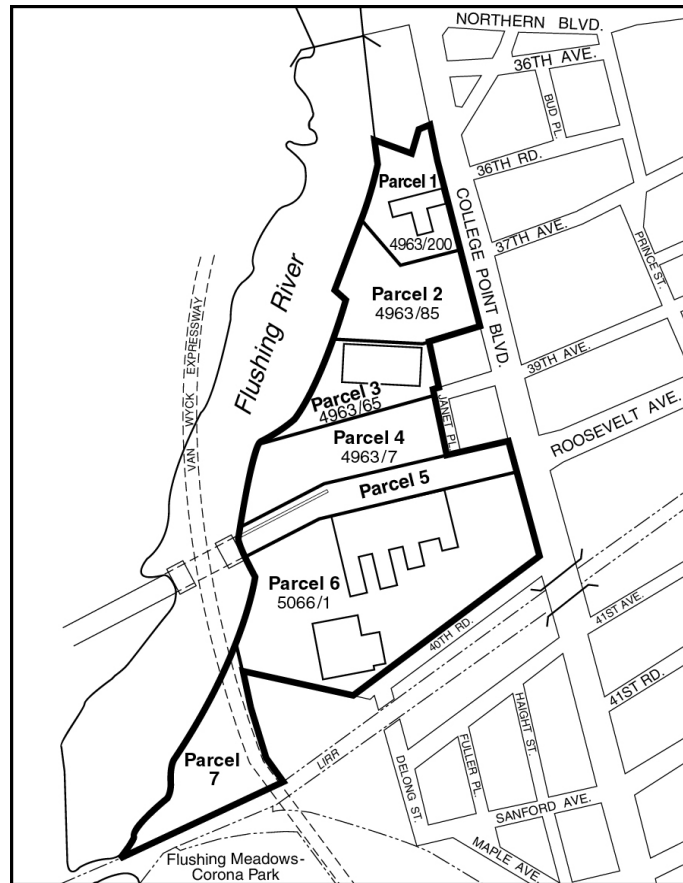 NORTHERN BLVD.
36TH AVE.
BUD PL.
36TH RD.
Parcel 1
4963/200
COLLEGE POINT BLVD.
37TH AVE.
PRINCE ST.
Flushing River
VAN WYCK EXPRESSWAY
Parcel 2
4963/85
39TH AVE.
Parcel 3
4963/65
JANET PL.
ROOSEVELT AVE.
Parcel 4
4963/7
Parcel 5
Parcel 6
5066/1
40TH RD.
41ST AVE.
41ST RD.
HAIGHT ST.
FULLER PL.
DELONG ST.
LIRR
SANFORD AVE.
MAPLE AVE.
Parcel
7
Flushing Meadows-
Corona Park